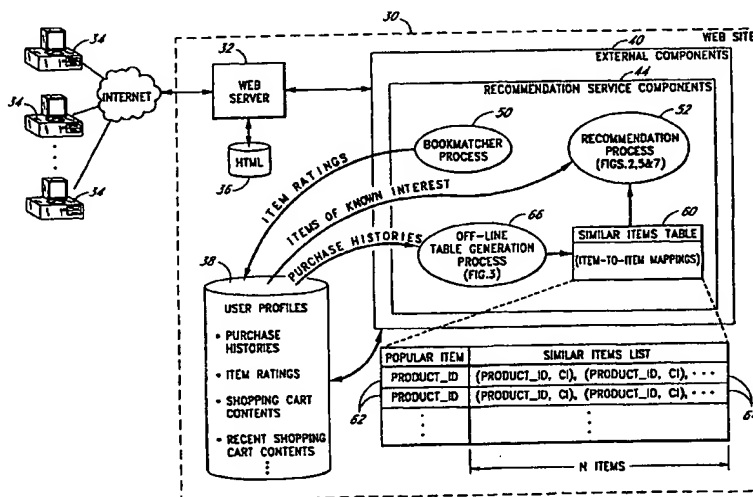 30
WEB SITE
34
32
WEB
SERVER
INTERNET
34
HTML
36
34
40
EXTERNAL COMPONENTS
44
RECOMMENDATION SERVICE COMPONENTS
50
BOOKMATCHER
PROCESS
52
RECOMMENDATION
PROCESS
(FIGS.2,5&7)
ITEM RATINGS
ITEMS OF KNOWN INTEREST
PURCHASE HISTORIES
66
OFF-LINE
TABLE GENERATION
PROCESS
(FIG.3)
60
SIMILAR ITEMS TABLE
(ITEM-TO-ITEM MAPPINGS)
38
USER PROFILES
• PURCHASE
HISTORIES
• ITEM RATINGS
• SHOPPING CART
CONTENTS
• RECENT SHOPPING
CART CONTENTS
POPULAR ITEM SIMILAR ITEMS LIST
PRODUCT_ID (PRODUCT_ID, CI), (PRODUCT_ID, CI), ···
62 PRODUCT_ID (PRODUCT_ID, CI), (PRODUCT_ID, CI), ···
N ITEMS